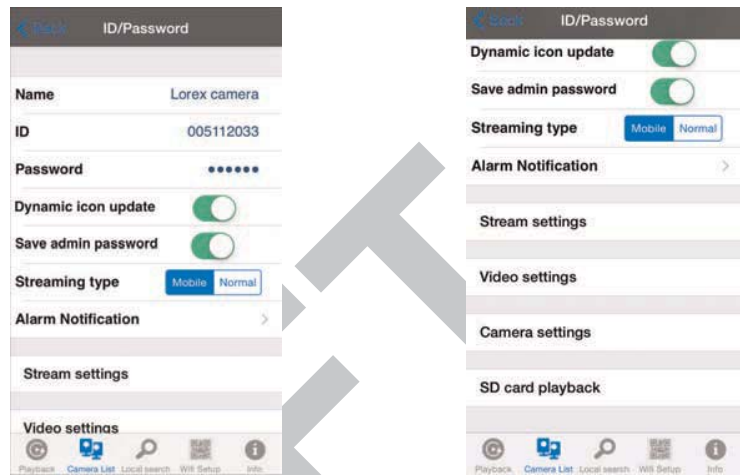 Back
ID/Password
Name Lorex camera
ID 005112033
Password ••••••
Dynamic icon update
Save admin password
Streaming type Mobile Normal
Alarm Notification
Stream settings
Video settings
Playback Camera List Local search Wifi Setup Info
Back
ID/Password
Dynamic icon update
Save admin password
Streaming type Mobile Normal
Alarm Notification
Stream settings
Video settings
Camera settings
SD card playback
Playback Camera List Local search Wifi Setup Info